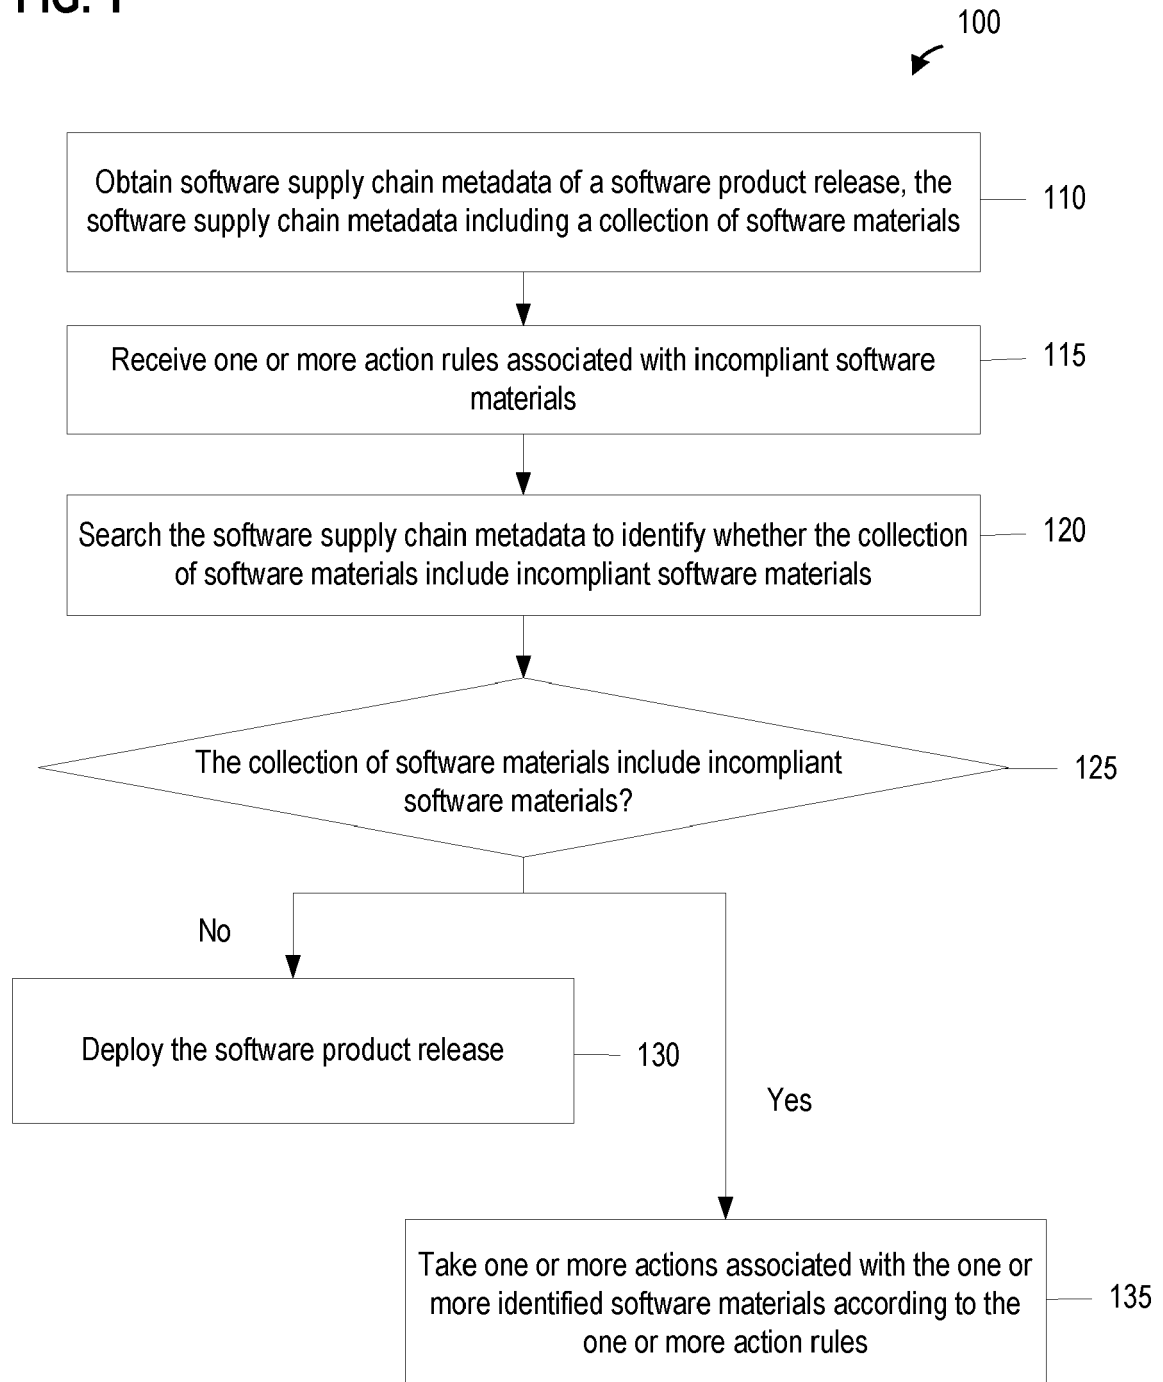 FIG. 1
100
Obtain software supply chain metadata of a software product release, the
software supply chain metadata including a collection of software materials
110
Receive one or more action rules associated with incompliant software
materials
115
Search the software supply chain metadata to identify whether the collection
of software materials include incompliant software materials
120
The collection of software materials include incompliant
software materials?
125
No
Deploy the software product release
130
Yes
Take one or more actions associated with the one or
more identified software materials according to the
one or more action rules
135